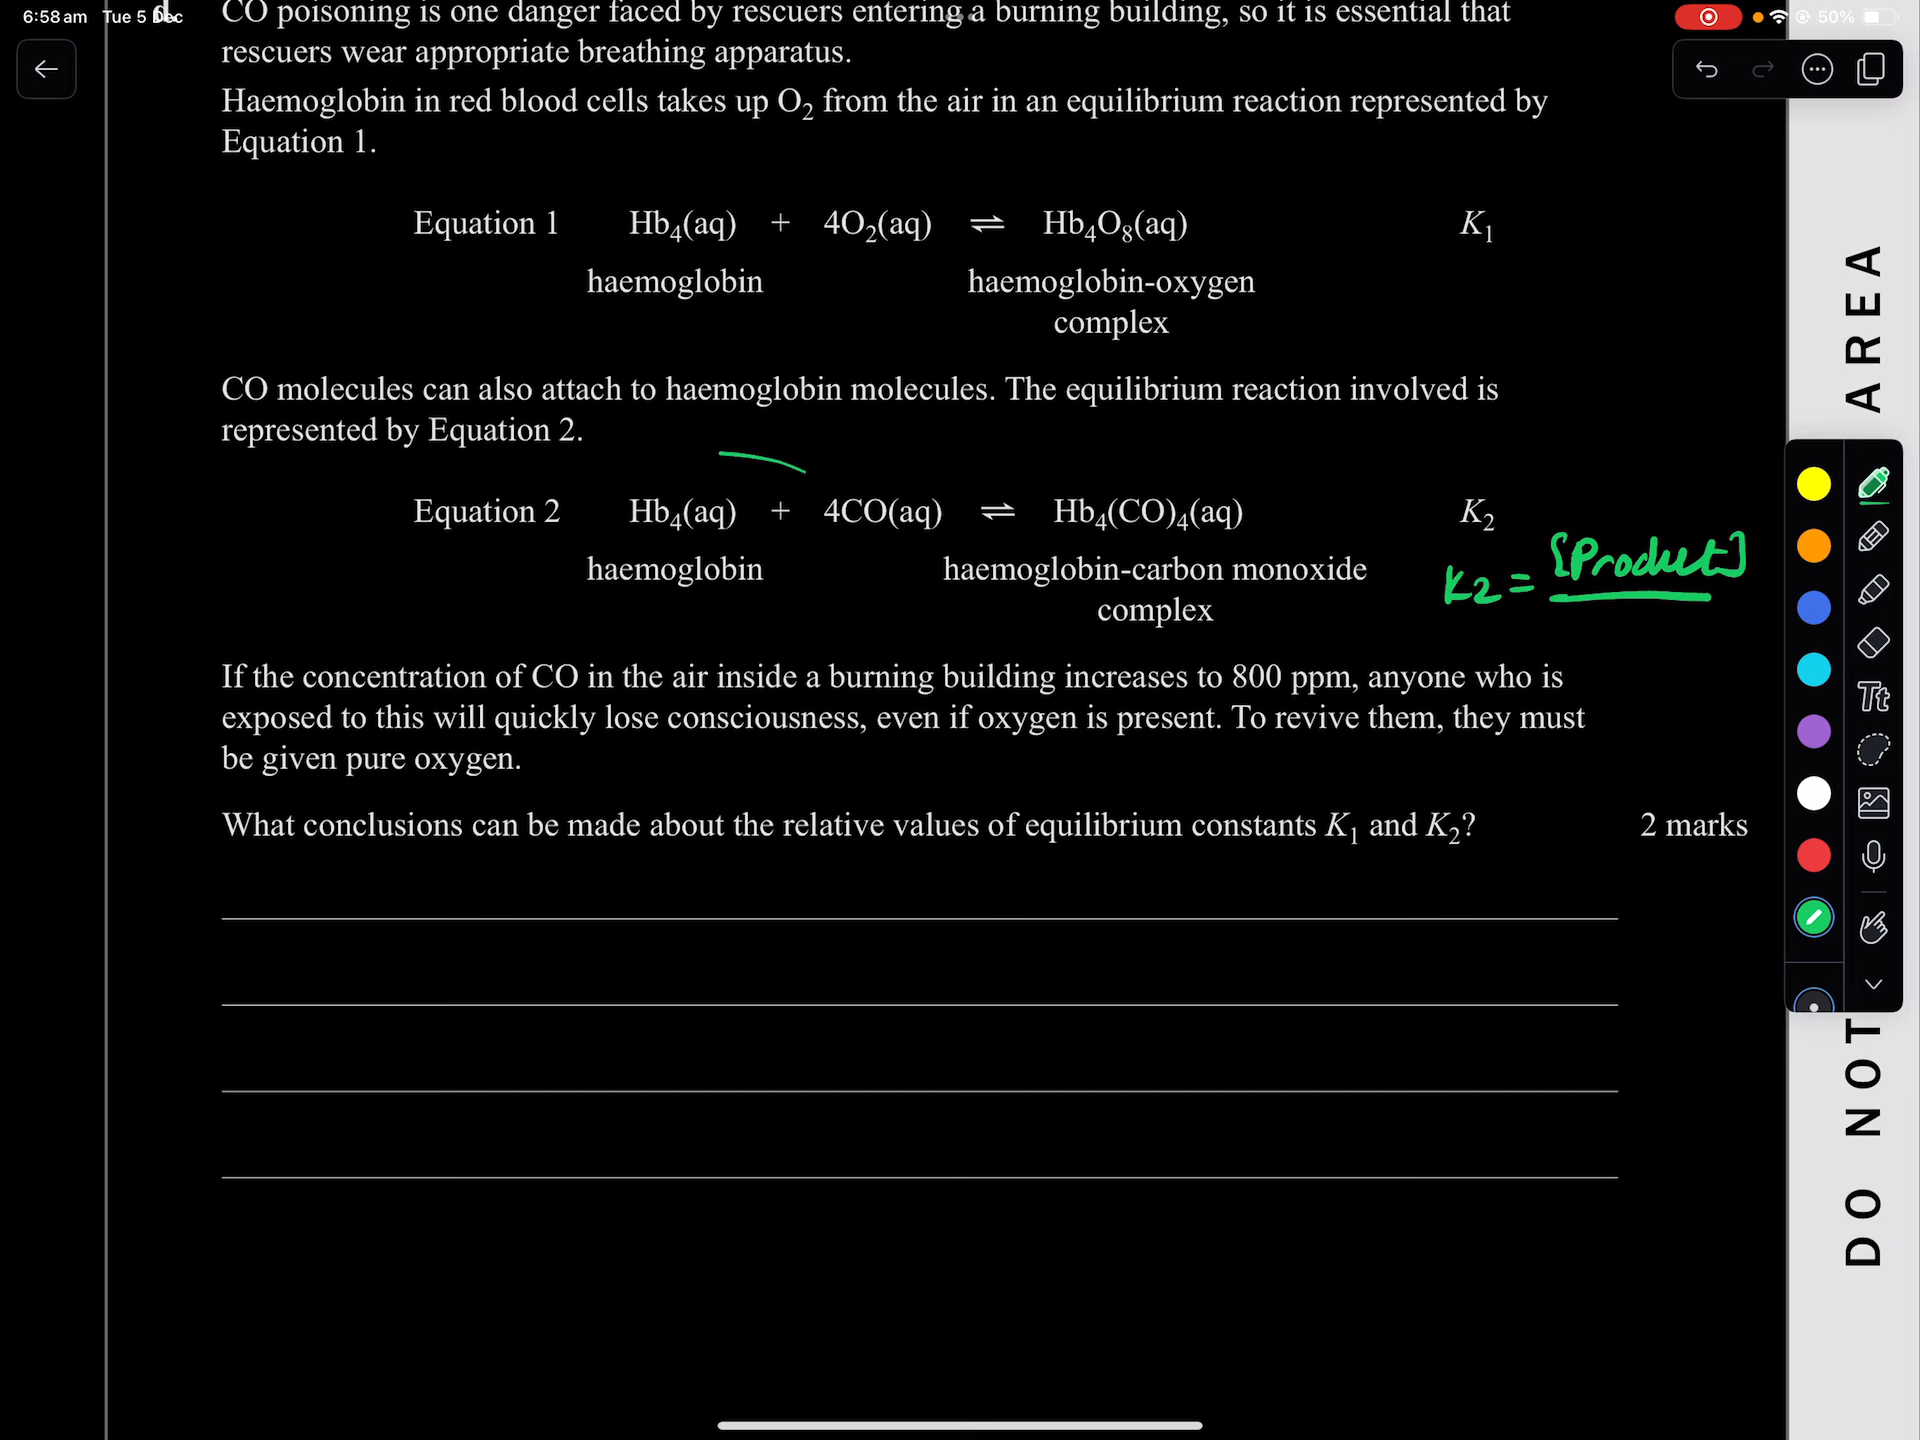 6:58 am Tue 5 Dec
50%
CO poisoning is one danger faced by rescuers entering a burning building, so it is essential that
rescuers wear appropriate breathing apparatus.
Haemoglobin in red blood cells takes up O₂ from the air in an equilibrium reaction represented by
Equation 1.
Equation 1 Hb₄(aq) + 4O₂(aq) ⇌ Hb₄O₈(aq) K₁
haemoglobin haemoglobin-oxygen
complex
CO molecules can also attach to haemoglobin molecules. The equilibrium reaction involved is
represented by Equation 2.
Equation 2 Hb₄(aq) + 4CO(aq) ⇌ Hb₄(CO)₄(aq) K₂
haemoglobin haemoglobin-carbon monoxide
complex
K2 = [Product]
If the concentration of CO in the air inside a burning building increases to 800 ppm, anyone who is
exposed to this will quickly lose consciousness, even if oxygen is present. To revive them, they must
be given pure oxygen.
What conclusions can be made about the relative values of equilibrium constants K₁ and K₂? 2 marks
Tt
DO NOT
AREA